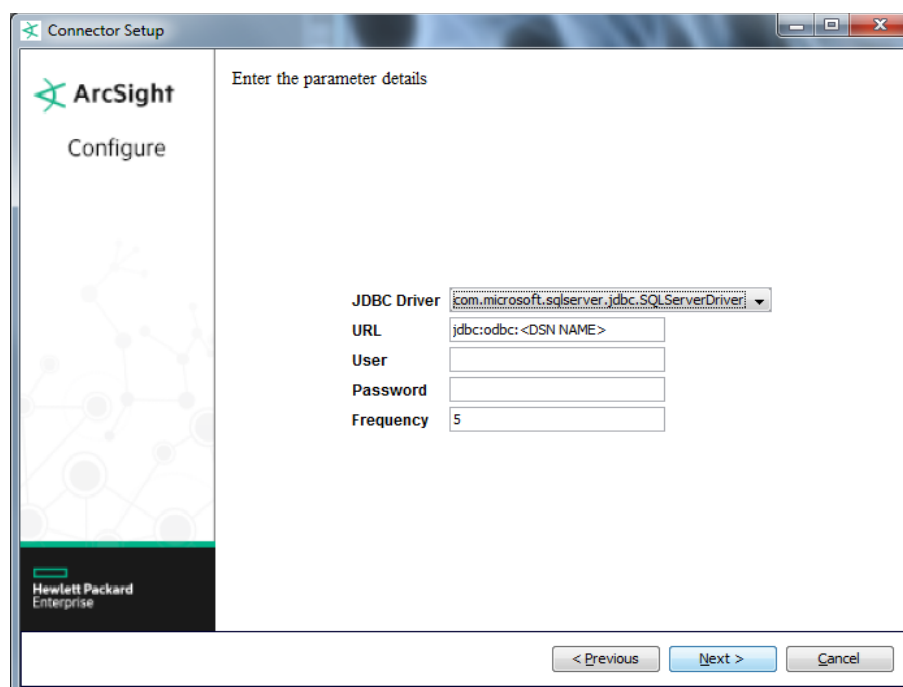 Connector Setup
ArcSight
Configure
Enter the parameter details
JDBC Driver com.microsoft.sqlserver.jdbc.SQLServerDriver
URL jdbc:odbc:<DSN NAME>
User
Password
Frequency 5
Hewlett Packard
Enterprise
< Previous Next > Cancel